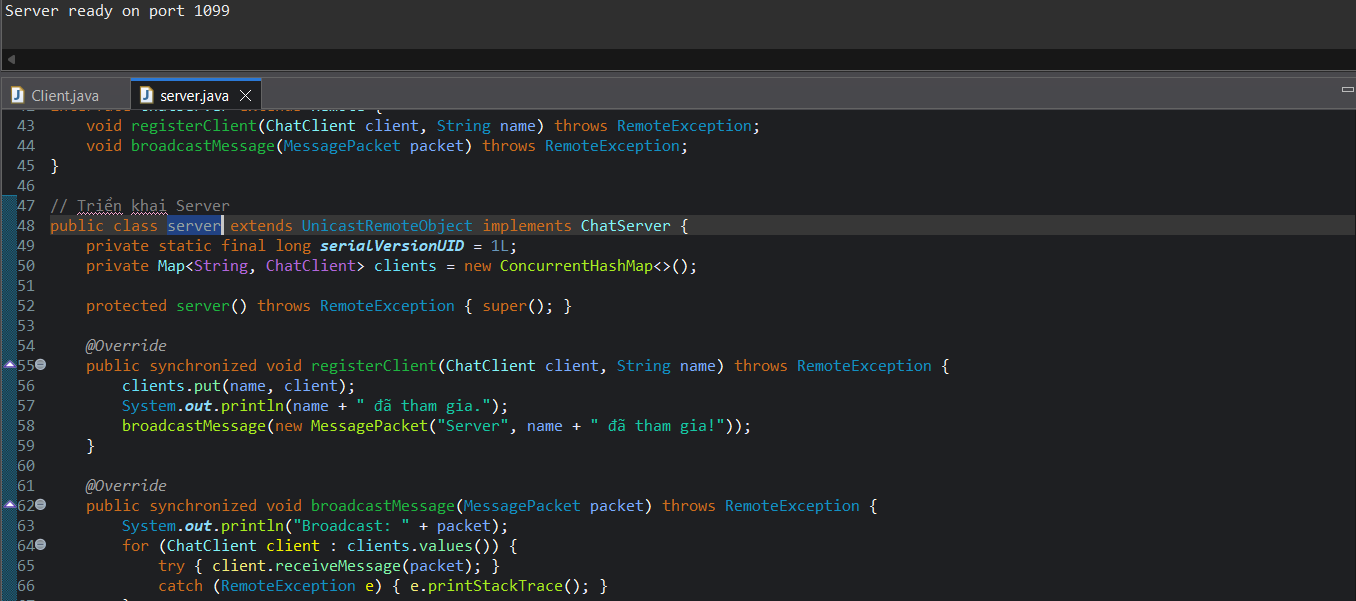 Server ready on port 1099
Client.java server.java
43 void registerClient(ChatClient client, String name) throws RemoteException;
44 void broadcastMessage(MessagePacket packet) throws RemoteException;
45 }
46
47 // Triển khai Server
48 public class server extends UnicastRemoteObject implements ChatServer {
49 private static final long serialVersionUID = 1L;
50 private Map<String, ChatClient> clients = new ConcurrentHashMap<>();
51
52 protected server() throws RemoteException { super(); }
53
54 @Override
55 public synchronized void registerClient(ChatClient client, String name) throws RemoteException {
56 clients.put(name, client);
57 System.out.println(name + " đã tham gia.");
58 broadcastMessage(new MessagePacket("Server", name + " đã tham gia!"));
59 }
60
61 @Override
62 public synchronized void broadcastMessage(MessagePacket packet) throws RemoteException {
63 System.out.println("Broadcast: " + packet);
64 for (ChatClient client : clients.values()) {
65 try { client.receiveMessage(packet); }
66 catch (RemoteException e) { e.printStackTrace(); }